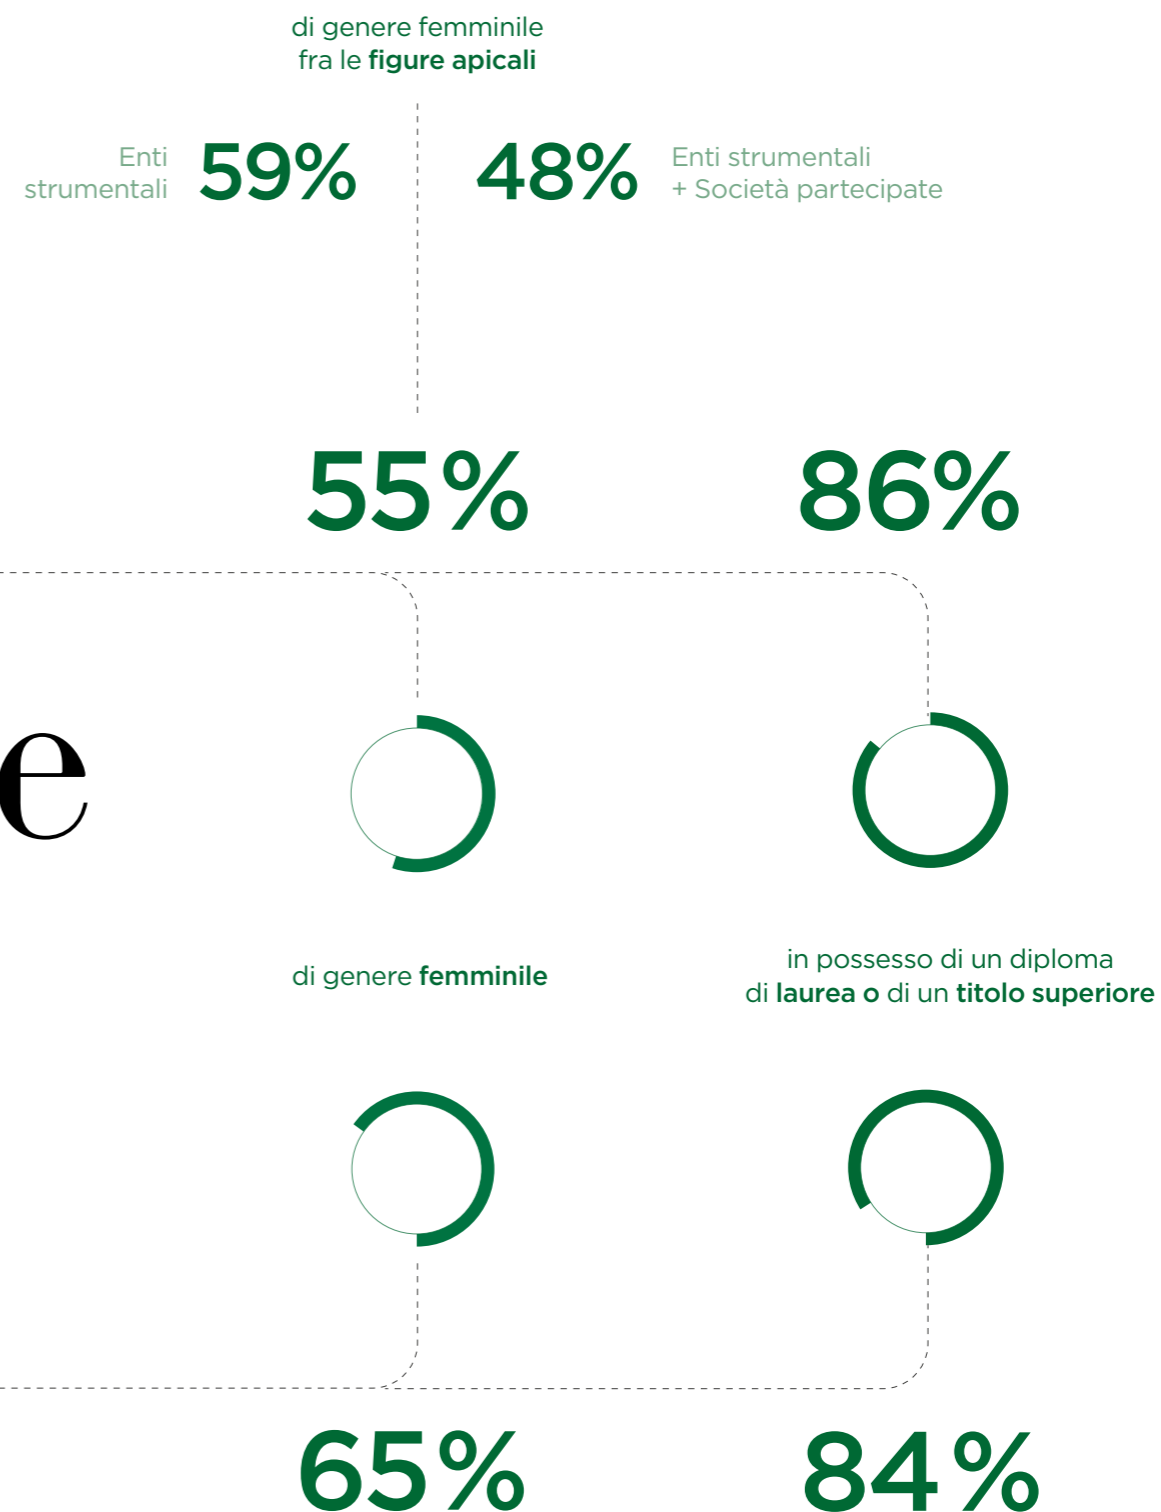 di genere femminile
fra le figure apicali
Enti
strumentali
59%
48%
Enti strumentali
+ Società partecipate
55%
86%
e
di genere femminile
in possesso di un diploma
di laurea o di un titolo superiore
65%
84%